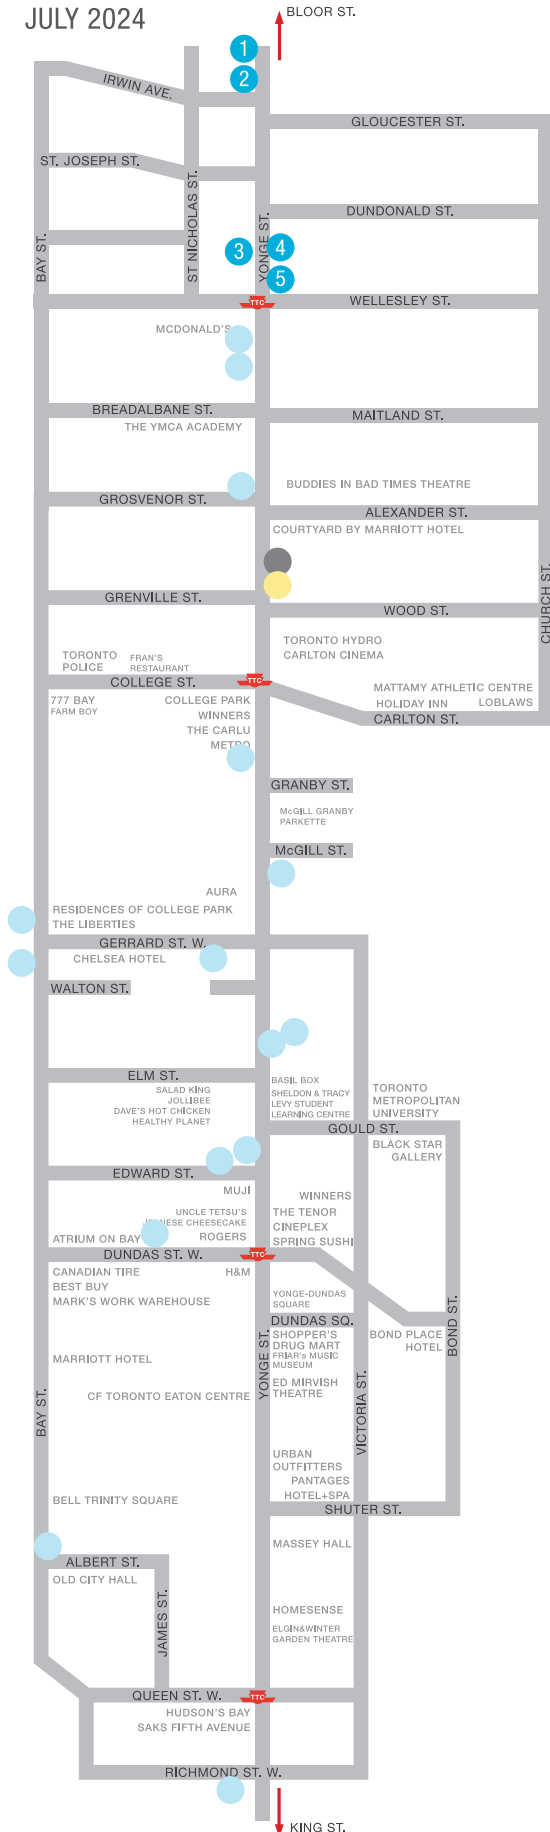 JULY 2024
BLOOR ST.
1
2
IRWIN AVE.
GLOUCESTER ST.
ST. JOSEPH ST.
ST NICHOLAS ST.
DUNDONALD ST.
BAY ST.
YONGE ST.
3
4
5
TTC
WELLESLEY ST.
MCDONALD'S
BREADALBANE ST.
MAITLAND ST.
THE YMCA ACADEMY
BUDDIES IN BAD TIMES THEATRE
GROSVENOR ST.
ALEXANDER ST.
COURTYARD BY MARRIOTT HOTEL
CHURCH ST.
GRENVILLE ST.
WOOD ST.
TORONTO HYDRO
CARLTON CINEMA
TORONTO
POLICE
FRAN'S
RESTAURANT
COLLEGE ST.
TTC
MATTAMY ATHLETIC CENTRE
HOLIDAY INN
LOBLAWS
CARLTON ST.
777 BAY
FARM BOY
COLLEGE PARK
WINNERS
THE CARLU
METRO
GRANBY ST.
McGILL GRANBY
PARKETTE
McGILL ST.
AURA
RESIDENCES OF COLLEGE PARK
THE LIBERTIES
GERRARD ST. W.
CHELSEA HOTEL
WALTON ST.
ELM ST.
SALAD KING
JOLLIBEE
DAVE'S HOT CHICKEN
HEALTHY PLANET
BASIL BOX
SHELDON & TRACY
LEVY STUDENT
LEARNING CENTRE
TORONTO
METROPOLITAN
UNIVERSITY
GOULD ST.
BLACK STAR
GALLERY
EDWARD ST.
MUJI
UNCLE TETSU'S
CHEESECAKE
ROGERS
ATRIUM ON BAY
WINNERS
THE TENOR
CINEPLEX
SPRING SUSHI
DUNDAS ST. W.
TTC
CANADIAN TIRE
BEST BUY
MARK'S WORK WAREHOUSE
H&M
YONGE-DUNDAS
SQUARE
DUNDAS SQ.
BOND ST.
SHOPPER'S
DRUG MART
FRIAR's MUSIC
MUSEUM
BOND PLACE
HOTEL
MARRIOTT HOTEL
YONGE ST.
ED MIRVISH
THEATRE
CF TORONTO EATON CENTRE
BAY ST.
VICTORIA ST.
URBAN
OUTFITTERS
PANTAGES
HOTEL+SPA
BELL TRINITY SQUARE
SHUTER ST.
MASSEY HALL
ALBERT ST.
OLD CITY HALL
JAMES ST.
HOMESENSE
ELGIN&WINTER
GARDEN THEATRE
QUEEN ST. W.
TTC
HUDSON'S BAY
SAKS FIFTH AVENUE
RICHMOND ST. W.
KING ST.